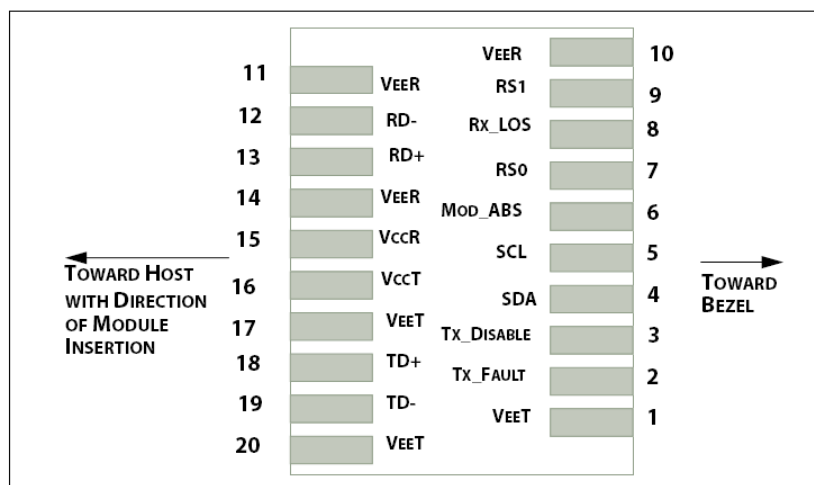 11 VEER
12 RD-
13 RD+
14 VEER
15 VCCR
16 VCCT
17 VEET
18 TD+
19 TD-
20 VEET
VEER 10
RS1 9
RX_LOS 8
RS0 7
MOD_ABS 6
SCL 5
SDA 4
TX_DISABLE 3
TX_FAULT 2
VEET 1
TOWARD HOST
WITH DIRECTION
OF MODULE
INSERTION
TOWARD
BEZEL